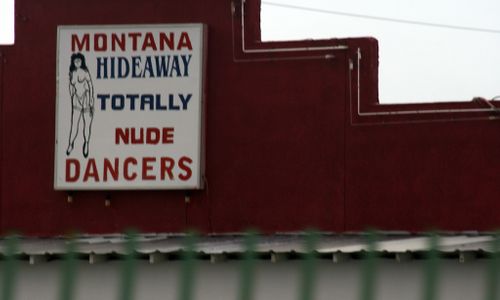 MONTANA
HIDEAWAY
TOTALLY
NUDE
DANCERS